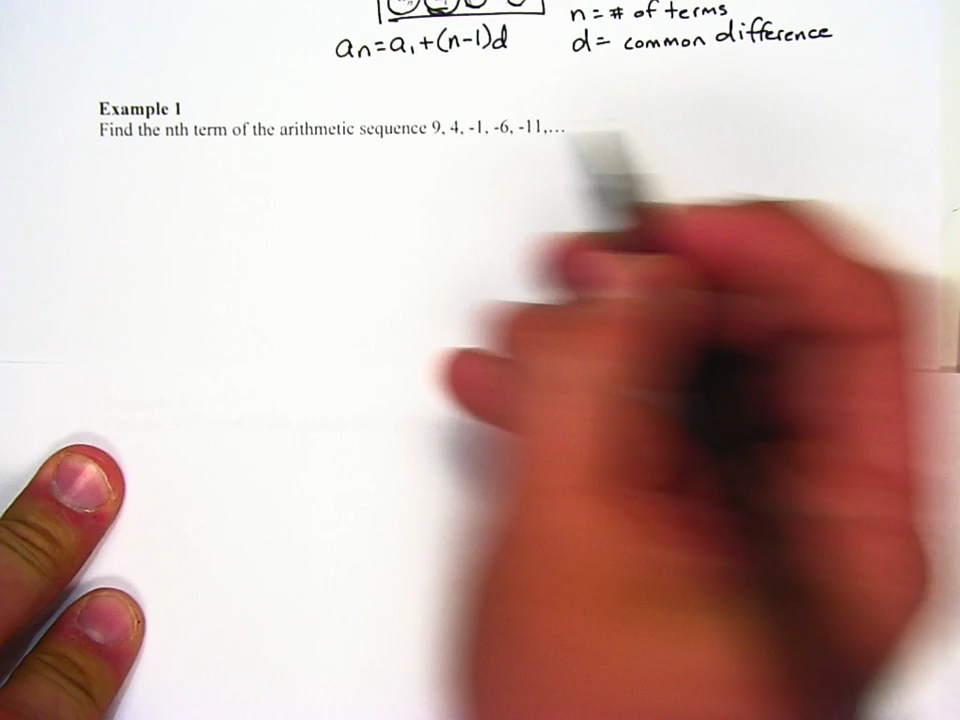 n = # of terms
an = a1 + (n-1)d
d = common difference
Example 1
Find the nth term of the arithmetic sequence 9, 4, -1, -6, -11,…